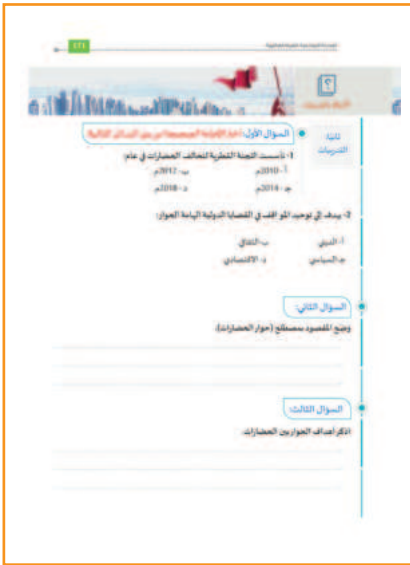 ١٢١
ثانيًا:
التدريبات
السؤال الأول: اختر الإجابة الصحيحة من بين البدائل التالية:
1- تأسست اللجنة القطرية لتحالف الحضارات في عام:
أ- 2010م
ب- 2012م
ج- 2014م
د- 2018م
2- يهدف إلى توحيد المواقف في القضايا الدولية الهامة الحوار:
أ- الديني
ب- الثقافي
ج- السياسي
د- الاقتصادي
السؤال الثاني:
وضح المقصود بمصطلح (حوار الحضارات).
السؤال الثالث:
اذكر أهداف الحوار بين الحضارات.